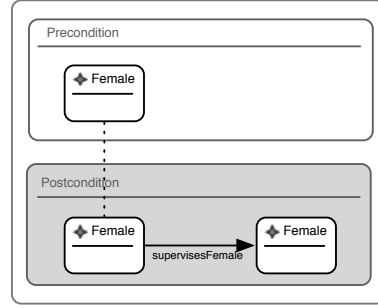 Precondition
Female
Postcondition
Female
Female
supervisesFemale